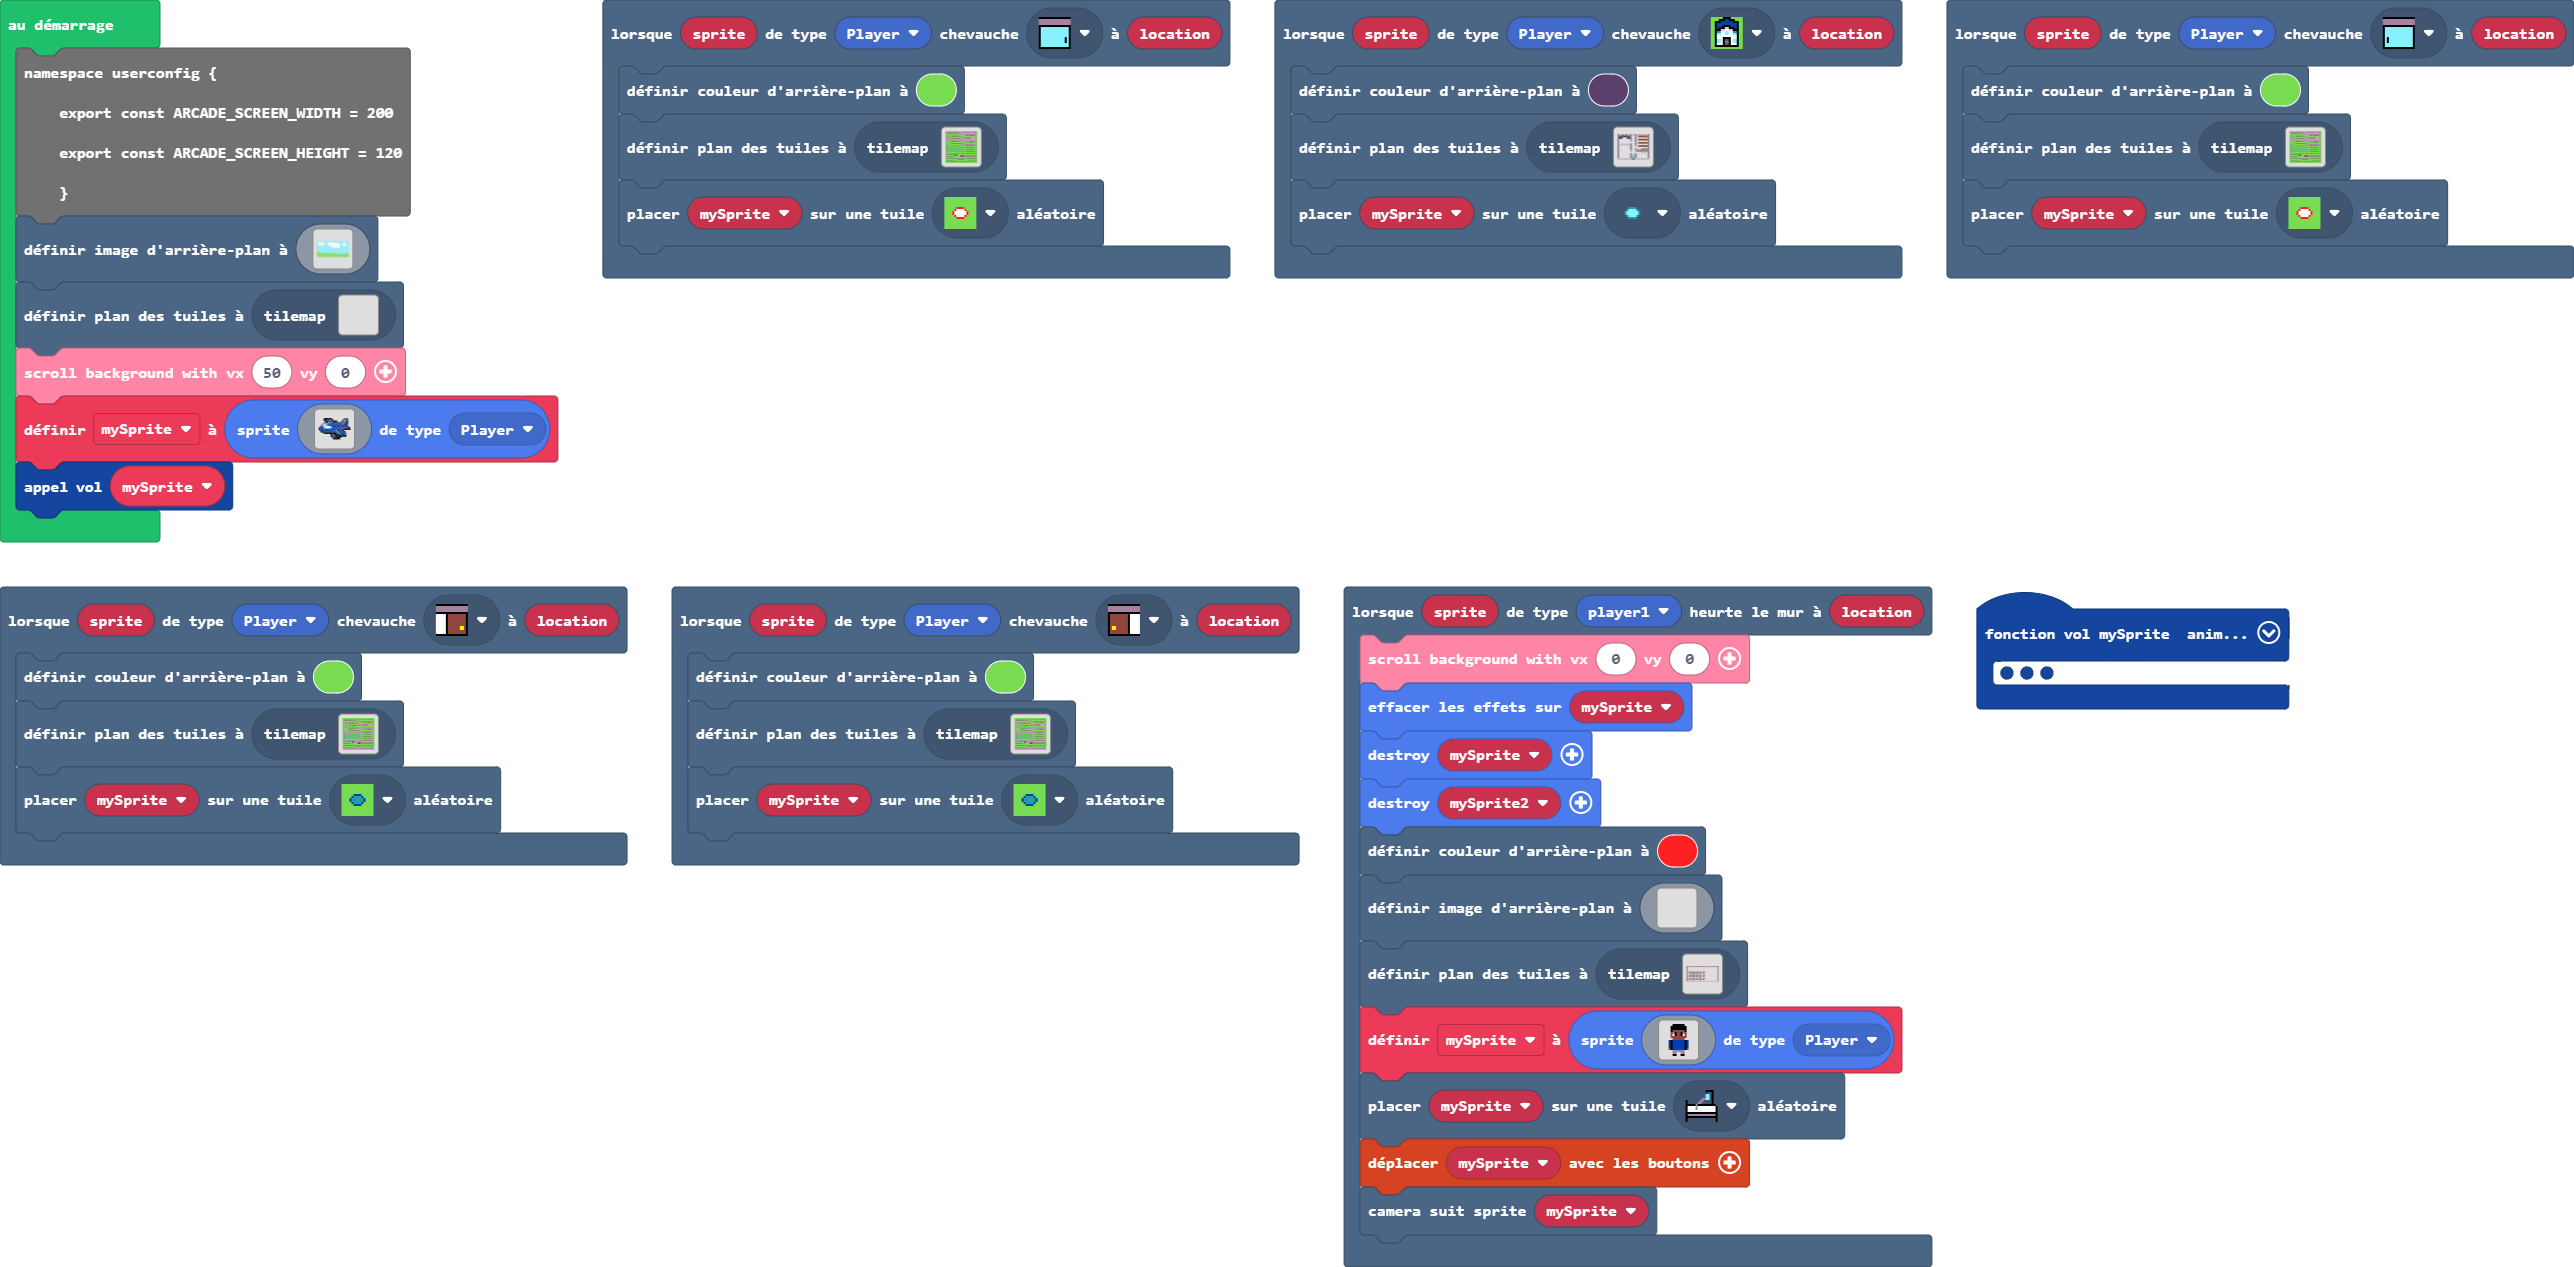 au démarrage
namespace userconfig {
export const ARCADE_SCREEN_WIDTH = 200
export const ARCADE_SCREEN_HEIGHT = 120
}
définir image d'arrière-plan à
définir plan des tuiles à tilemap
scroll background with vx 50 vy 0
définir mySprite à sprite de type Player
appel vol mySprite
lorsque sprite de type Player chevauche à location
définir couleur d'arrière-plan à
définir plan des tuiles à tilemap
placer mySprite sur une tuile aléatoire
lorsque sprite de type Player chevauche à location
définir couleur d'arrière-plan à
définir plan des tuiles à tilemap
placer mySprite sur une tuile aléatoire
lorsque sprite de type Player chevauche à location
définir couleur d'arrière-plan à
définir plan des tuiles à tilemap
placer mySprite sur une tuile aléatoire
lorsque sprite de type Player chevauche à location
définir couleur d'arrière-plan à
définir plan des tuiles à tilemap
placer mySprite sur une tuile aléatoire
lorsque sprite de type Player chevauche à location
définir couleur d'arrière-plan à
définir plan des tuiles à tilemap
placer mySprite sur une tuile aléatoire
lorsque sprite de type player1 heurte le mur à location
scroll background with vx 0 vy 0
effacer les effets sur mySprite
destroy mySprite
destroy mySprite2
définir couleur d'arrière-plan à
définir image d'arrière-plan à
définir plan des tuiles à tilemap
définir mySprite à sprite de type Player
placer mySprite sur une tuile aléatoire
déplacer mySprite avec les boutons
camera suit sprite mySprite
fonction vol mySprite anim...